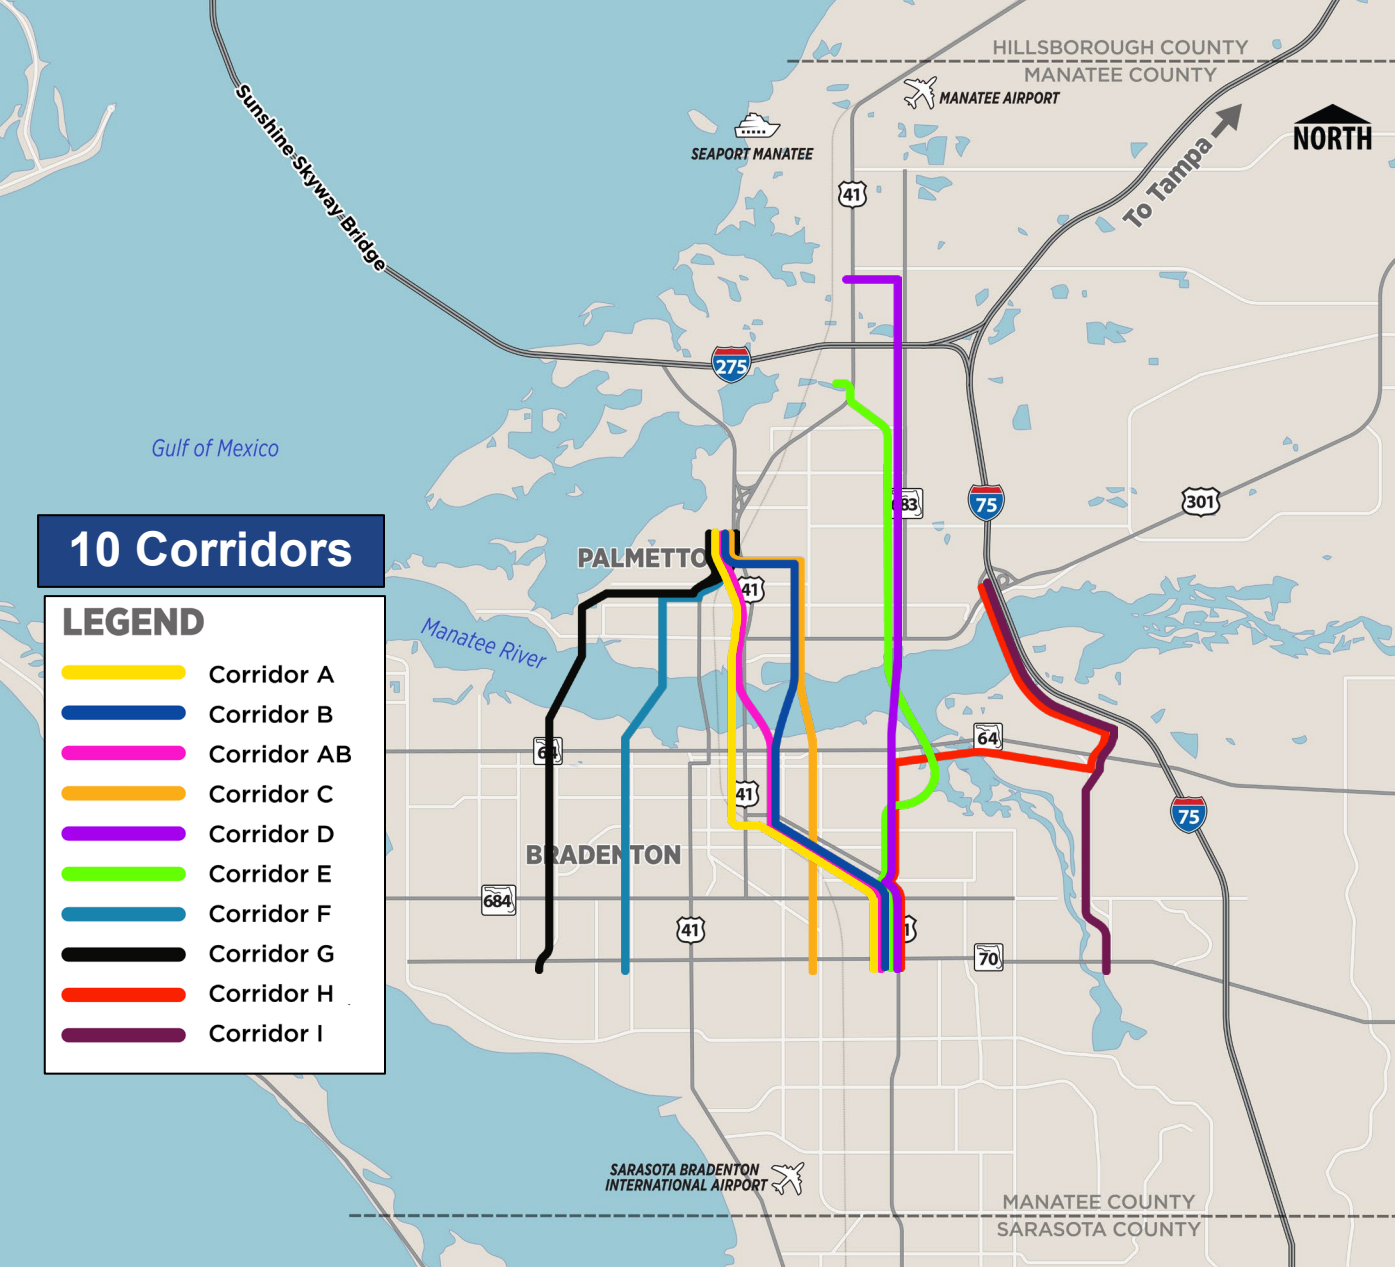 HILLSBOROUGH COUNTY
MANATEE COUNTY
MANATEE AIRPORT
SEAPORT MANATEE
NORTH
To Tampa
Sunshine Skyway Bridge
41
275
Gulf of Mexico
683
75
301
10 Corridors
PALMETTO
41
LEGEND
Manatee River
Corridor A
Corridor B
Corridor AB
Corridor C
Corridor D
Corridor E
Corridor F
Corridor G
Corridor H
Corridor I
64
64
41
75
BRADENTON
684
41
1
70
SARASOTA BRADENTON
INTERNATIONAL AIRPORT
MANATEE COUNTY
SARASOTA COUNTY